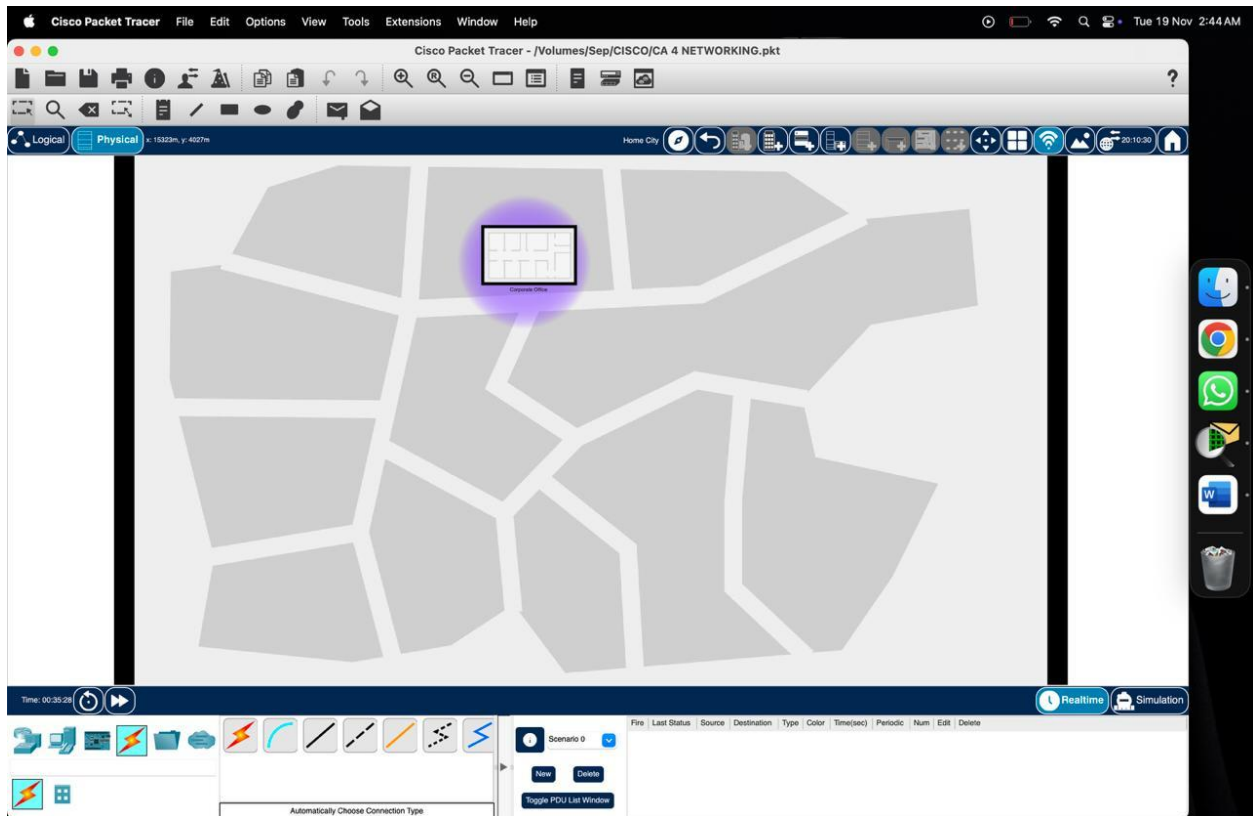 Cisco Packet Tracer File Edit Options View Tools Extensions Window Help Tue 19 Nov 2:44 AM
Cisco Packet Tracer - /Volumes/Sep/CISCO/CA 4 NETWORKING.pkt
?
Logical Physical x: 15323m, y: 4027m Home City 20:10:30
Corporate Office
Time: 00:35:28 Realtime Simulation
Fire Last Status Source Destination Type Color Time(sec) Periodic Num Edit Delete
Scenario 0
New Delete
Toggle PDU List Window
Automatically Choose Connection Type
W